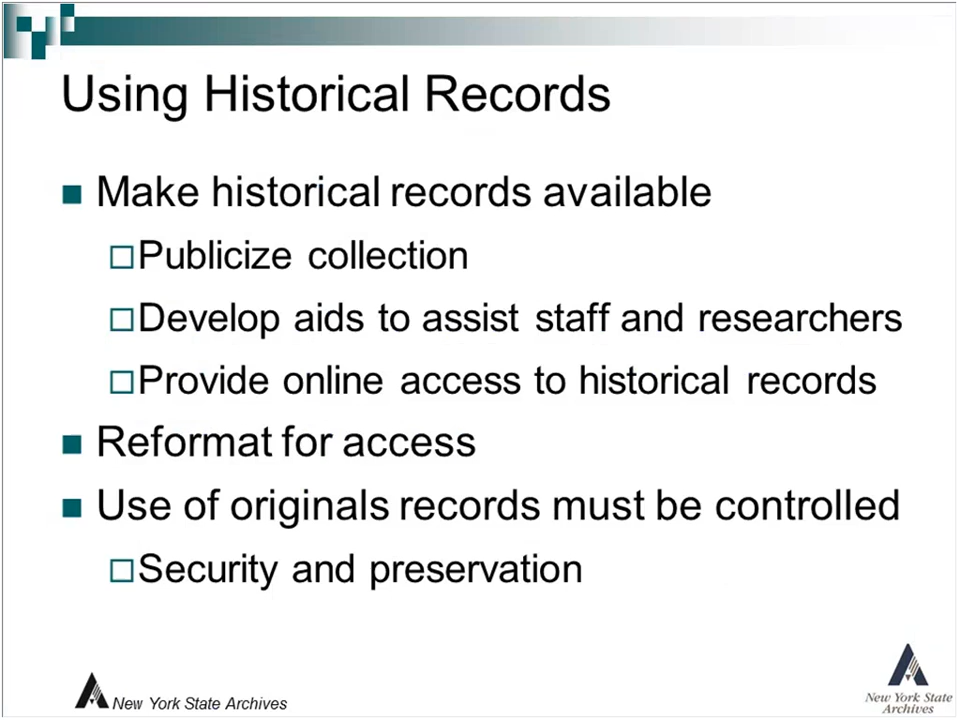 Using Historical Records
Make historical records available
Publicize collection
Develop aids to assist staff and researchers
Provide online access to historical records
Reformat for access
Use of originals records must be controlled
Security and preservation
New York State Archives
New York State
Archives